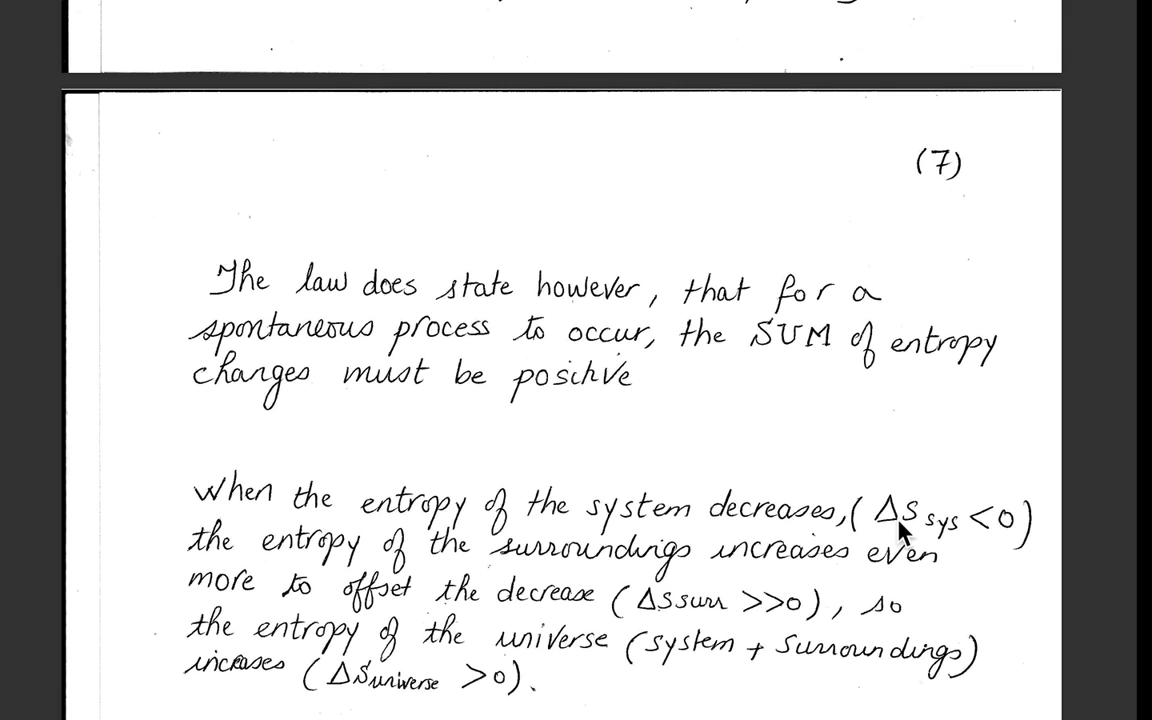 (7)
The law does state however, that for a
spontaneous process to occur, the SUM of entropy
changes must be positive
When the entropy of the system decreases, (ΔS sys <0)
the entropy of the surroundings increases even
more to offset the decrease (ΔSsurr >>0), so
the entropy of the universe (system + surroundings)
increases (ΔSuniverse >0).